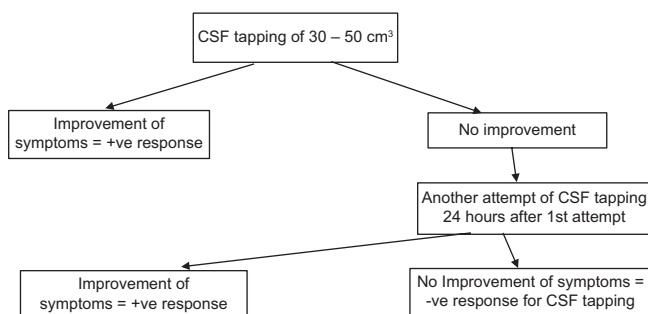 CSF tapping of 30 – 50 cm³
Improvement of
symptoms = +ve response
No improvement
Another attempt of CSF tapping
24 hours after 1st attempt
Improvement of
symptoms = +ve response
No Improvement of symptoms =
-ve response for CSF tapping